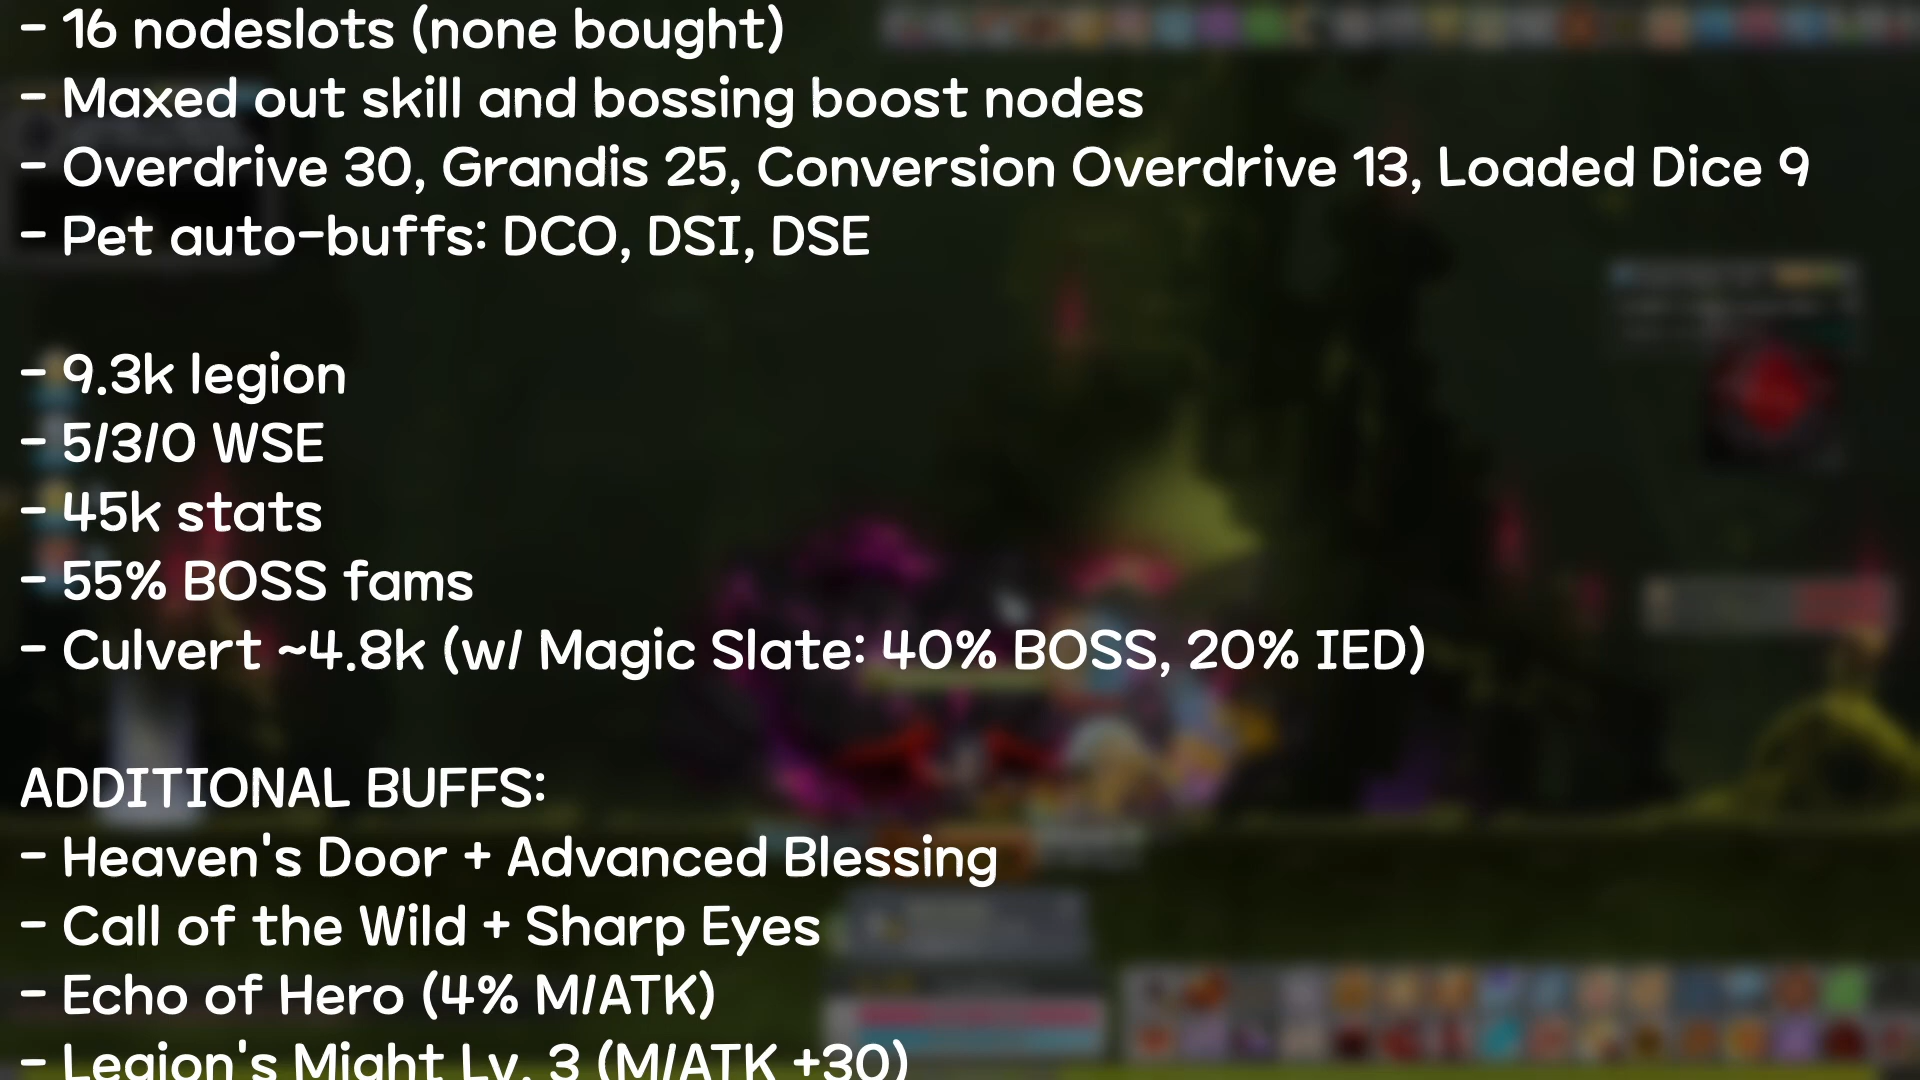 - 16 nodeslots (none bought)
- Maxed out skill and bossing boost nodes
- Overdrive 30, Grandis 25, Conversion Overdrive 13, Loaded Dice 9
- Pet auto-buffs: DCO, DSI, DSE
- 9.3k legion
- 5/3/0 WSE
- 45k stats
- 55% BOSS fams
- Culvert ~4.8k (w/ Magic Slate: 40% BOSS, 20% IED)
ADDITIONAL BUFFS:
- Heaven's Door + Advanced Blessing
- Call of the Wild + Sharp Eyes
- Echo of Hero (4% M/ATK)
- Legion's Might Lv. 3 (M/ATK +30)